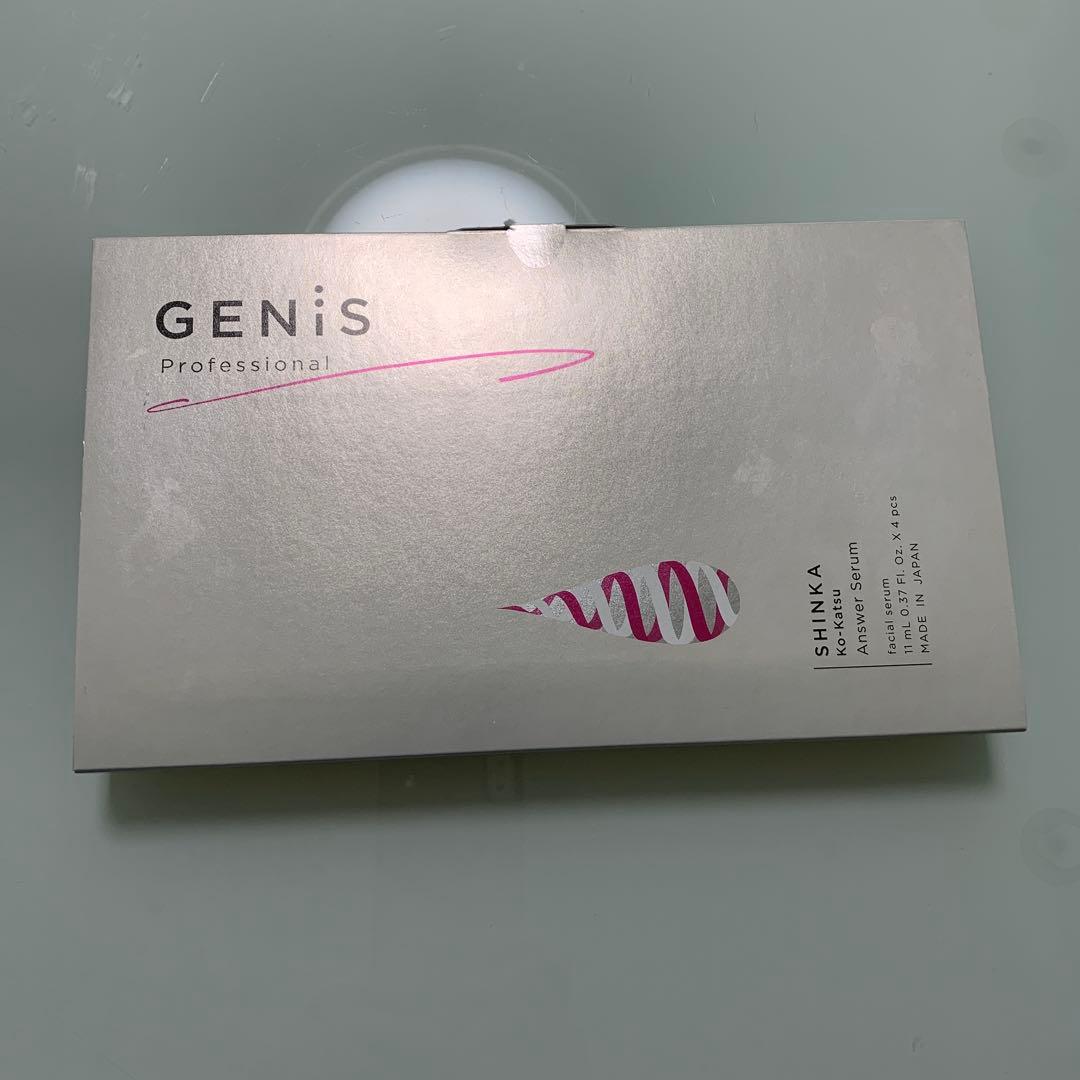 GENiS
Professional
SHINKA
Ko-Katsu
Answer Serum
facial serum
11 mL 0.37 Fl. Oz. X 4 pcs
MADE IN JAPAN